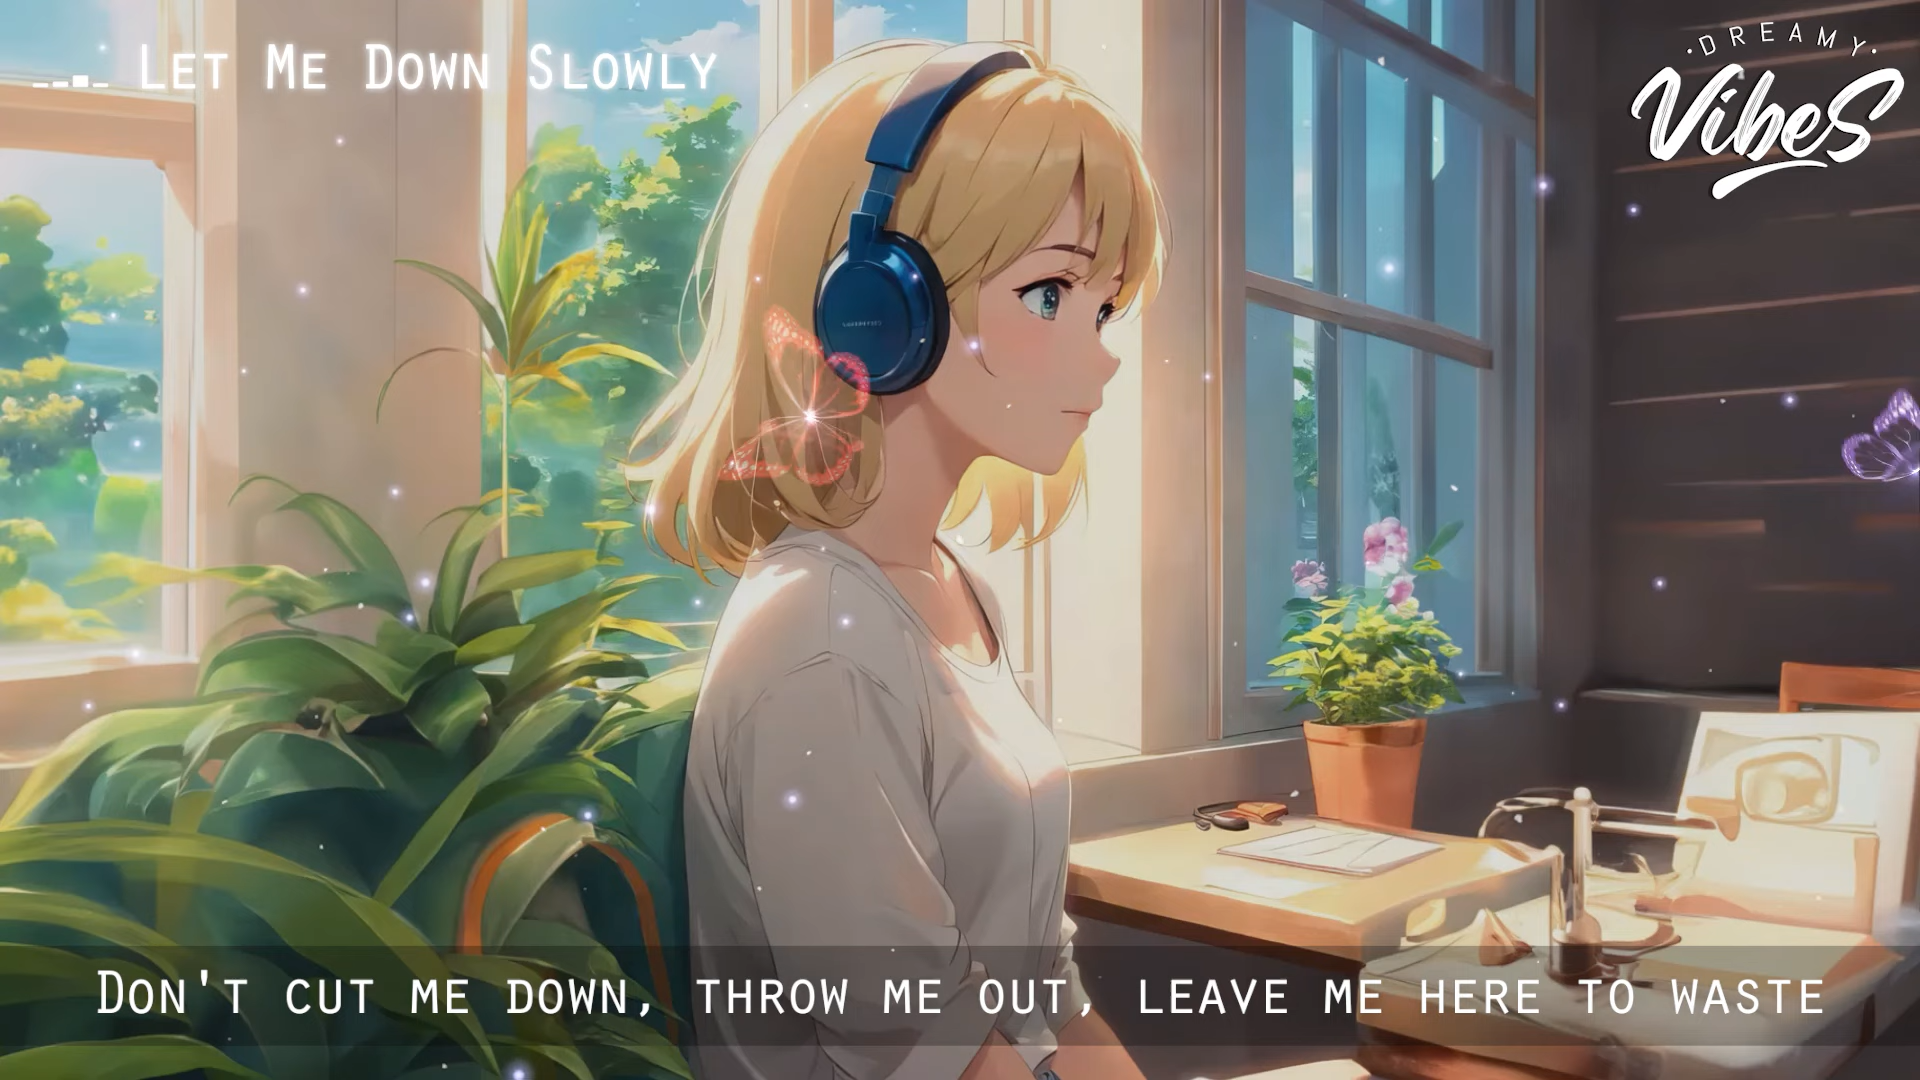 Let Me Down Slowly
·DREAMY·
Vibes
Don't cut me down, throw me out, leave me here to waste